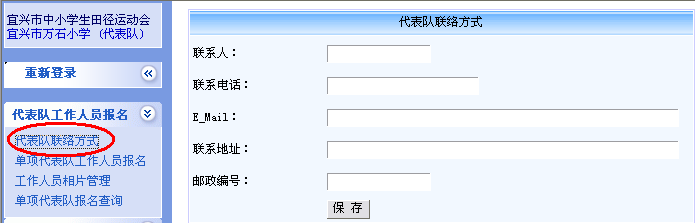 宜兴市中小学生田径运动会
宜兴市万石小学（代表队）
重新登录
代表队工作人员报名
代表队联络方式
单项代表队工作人员报名
工作人员相片管理
单项代表队报名查询
代表队联络方式
联系人：
联系电话：
E_Mail：
联系地址：
邮政编号：
保 存